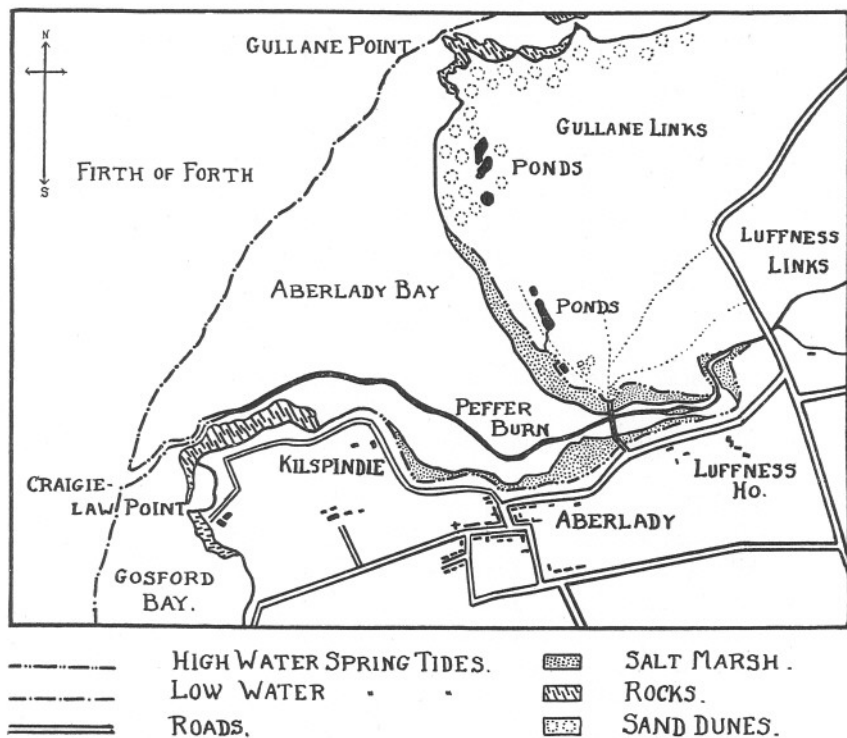 N
GULLANE POINT
S
FIRTH OF FORTH
GULLANE LINKS
PONDS
LUFFNESS
LINKS
ABERLADY BAY
PONDS
PEFFER
BURN
KILSPINDIE
CRAIGIE-
LAW POINT
LUFFNESS
HO.
ABERLADY
GOSFORD
BAY.
HIGH WATER SPRING TIDES.
LOW WATER " "
ROADS.
SALT MARSH.
ROCKS.
SAND DUNES.